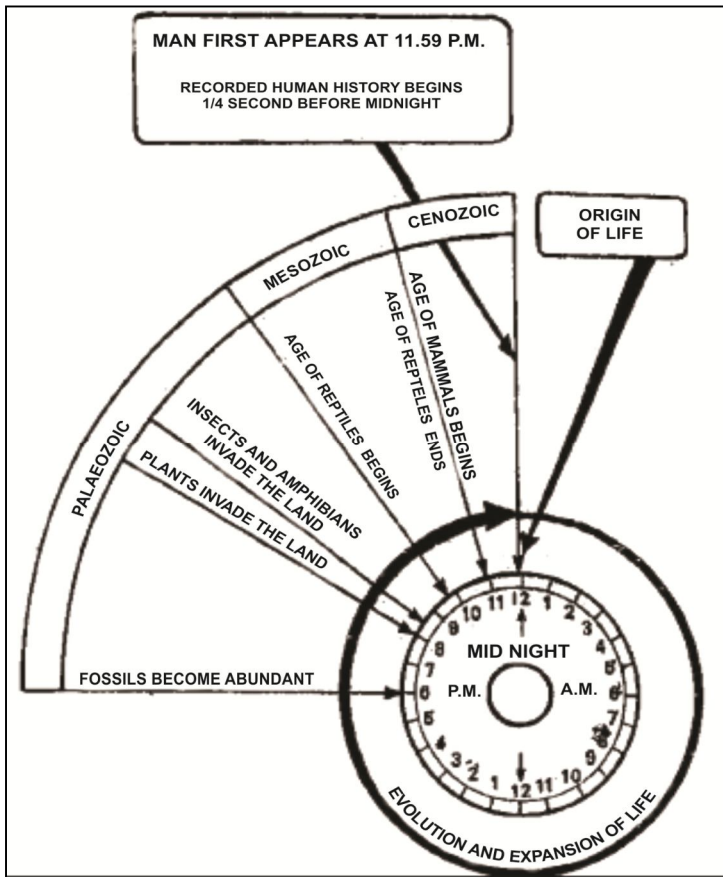 MAN FIRST APPEARS AT 11.59 P.M.
RECORDED HUMAN HISTORY BEGINS
1/4 SECOND BEFORE MIDNIGHT
ORIGIN
OF LIFE
CENOZOIC
MESOZOIC
PALAEOZOIC
AGE OF MAMMALS BEGINS
AGE OF REPTELES ENDS
AGE OF REPTILES BEGINS
INSECTS AND AMPHIBIANS
INVADE THE LAND
PLANTS INVADE THE LAND
FOSSILS BECOME ABUNDANT
12
1
2
3
4
5
6
7
8
9
10
11
12
1
2
3
4
5
6
7
8
9
10
11
MID NIGHT
P.M.
A.M.
EVOLUTION AND EXPANSION OF LIFE